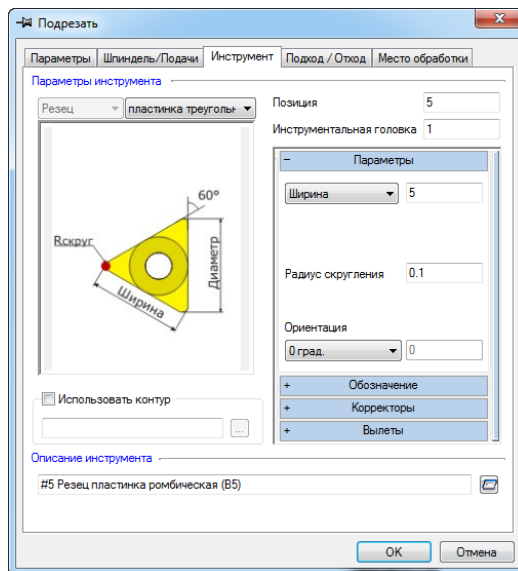 Подрезать
Параметры Шпиндель/Подачи Инструмент Подход / Отход Место обработки
Параметры инструмента
Резец пластинка треуголы
Позиция 5
Инструментальная головка 1
60°
Rскруг
Ширина
Диаметр
− Параметры
Ширина 5
Радиус скругления 0.1
Ориентация
0 град. 0
+ Обозначение
+ Корректоры
+ Вылеты
Использовать контур
...
Описание инструмента
#5 Резец пластинка ромбическая (B5)
OK Отмена